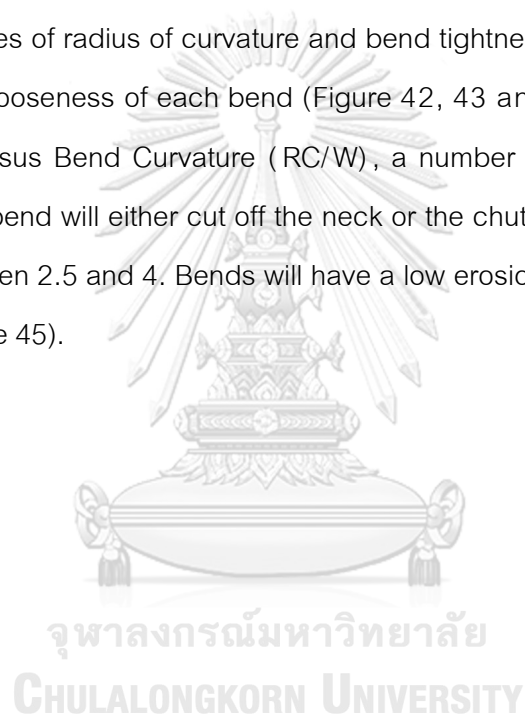 es of radius of curvature and bend tightne
ooseness of each bend (Figure 42, 43 an
sus Bend Curvature (RC/W), a number
bend will either cut off the neck or the chut
en 2.5 and 4. Bends will have a low erosio
e 45).
จุฬาลงกรณ์มหาวิทยาลัย
CHULALONGKORN UNIVERSITY